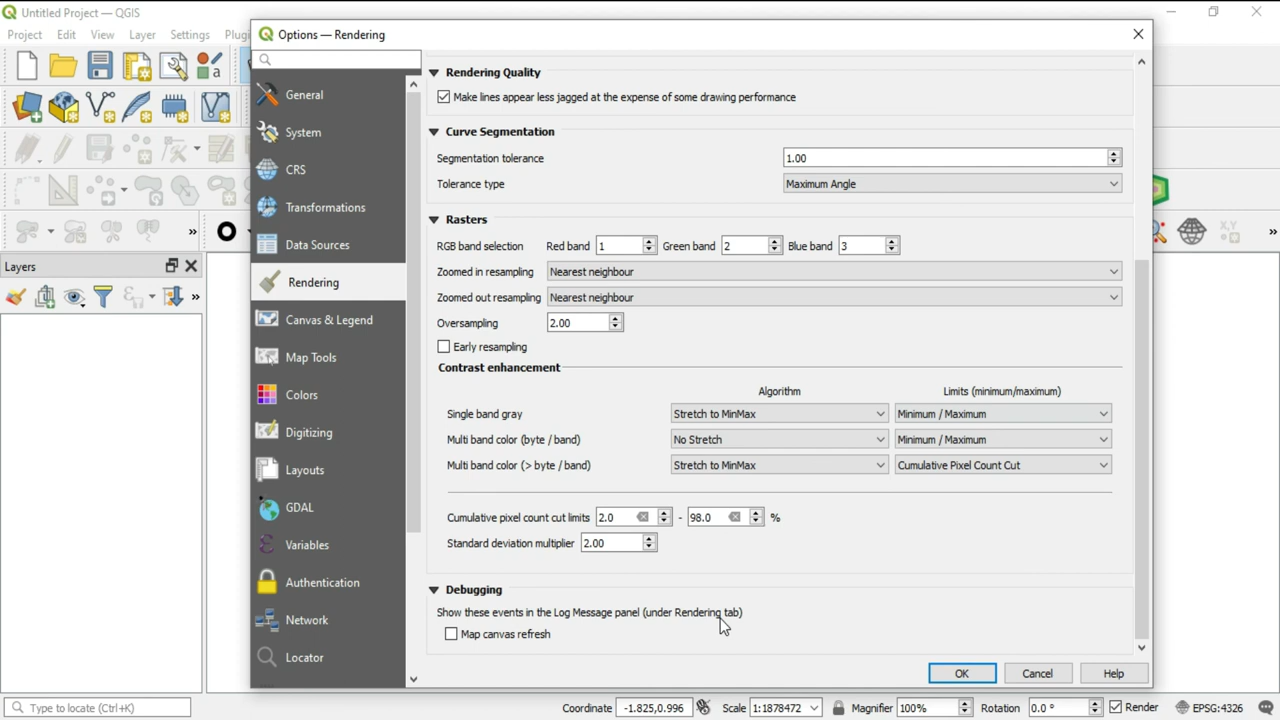 Untitled Project — QGIS
Project Edit View Layer Settings Plugi
Options — Rendering
General
System
CRS
Transformations
Data Sources
Rendering
Canvas & Legend
Map Tools
Colors
Digitizing
Layouts
GDAL
Variables
Authentication
Network
Locator
Layers
Rendering Quality
Make lines appear less jagged at the expense of some drawing performance
Curve Segmentation
Segmentation tolerance 1.00
Tolerance type Maximum Angle
Rasters
RGB band selection Red band 1 Green band 2 Blue band 3
Zoomed in resampling Nearest neighbour
Zoomed out resampling Nearest neighbour
Oversampling 2.00
Early resampling
Contrast enhancement
Algorithm Limits (minimum/maximum)
Single band gray Stretch to MinMax Minimum / Maximum
Multi band color (byte / band) No Stretch Minimum / Maximum
Multi band color (> byte / band) Stretch to MinMax Cumulative Pixel Count Cut
Cumulative pixel count cut limits 2.0 - 98.0 %
Standard deviation multiplier 2.00
Debugging
Show these events in the Log Message panel (under Rendering tab)
Map canvas refresh
OK Cancel Help
Type to locate (Ctrl+K) Coordinate -1.825,0.996 Scale 1:1878472 Magnifier 100% Rotation 0.0 ° Render EPSG:4326